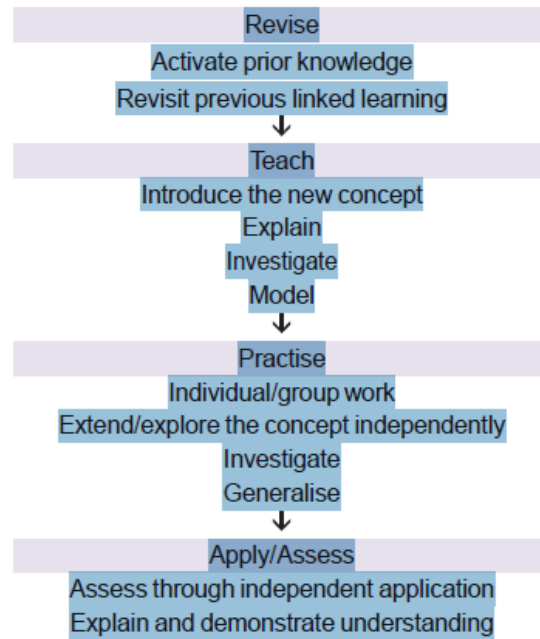 Revise
Activate prior knowledge
Revisit previous linked learning
Teach
Introduce the new concept
Explain
Investigate
Model
Practise
Individual/group work
Extend/explore the concept independently
Investigate
Generalise
Apply/Assess
Assess through independent application
Explain and demonstrate understanding